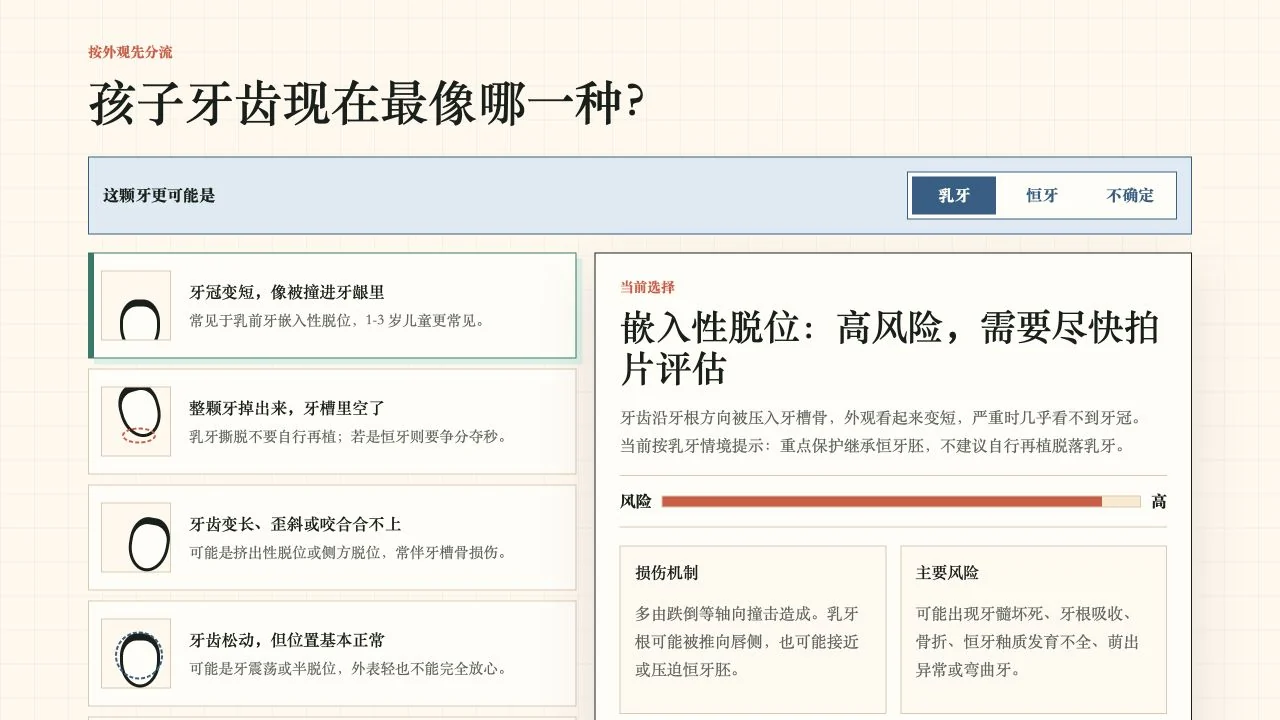 按外观先分流
孩子牙齿现在最像哪一种?
这颗牙更可能是
乳牙
恒牙
不确定
牙冠变短，像被撞进牙龈里
常见于乳前牙嵌入性脱位，1-3 岁儿童更常见。
整颗牙掉出来，牙槽里空了
乳牙撕脱不要自行再植；若是恒牙则要争分夺秒。
牙齿变长、歪斜或咬合合不上
可能是挤出性脱位或侧方脱位，常伴牙槽骨损伤。
牙齿松动，但位置基本正常
可能是牙震荡或半脱位，外表轻也不能完全放心。
当前选择
嵌入性脱位：高风险，需要尽快拍
片评估
牙齿沿牙根方向被压入牙槽骨，外观看起来变短，严重时几乎看不到牙冠。
当前按乳牙情境提示：重点保护继承恒牙胚，不建议自行再植脱落乳牙。
风险
高
损伤机制
多由跌倒等轴向撞击造成。乳牙
根可能被推向唇侧，也可能接近
或压迫恒牙胚。
主要风险
可能出现牙髓坏死、牙根吸收、
骨折、恒牙釉质发育不全、萌出
异常或弯曲牙。